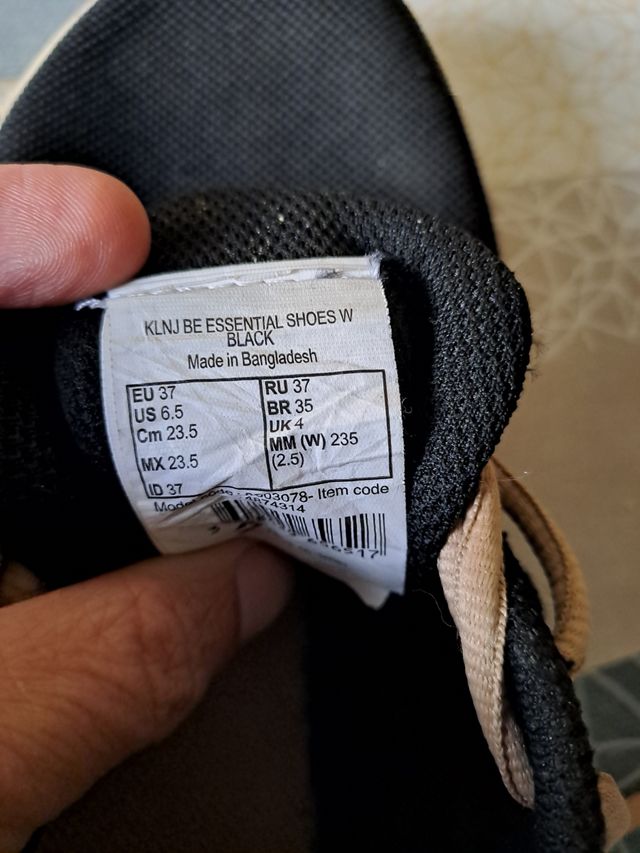 KLNJ BE ESSENTIAL SHOES W
BLACK
Made in Bangladesh
EU 37
US 6.5
Cm 23.5
MX 23.5
ID 37
RU 37
BR 35
UK 4
MM (W) 235
(2.5)
Item code